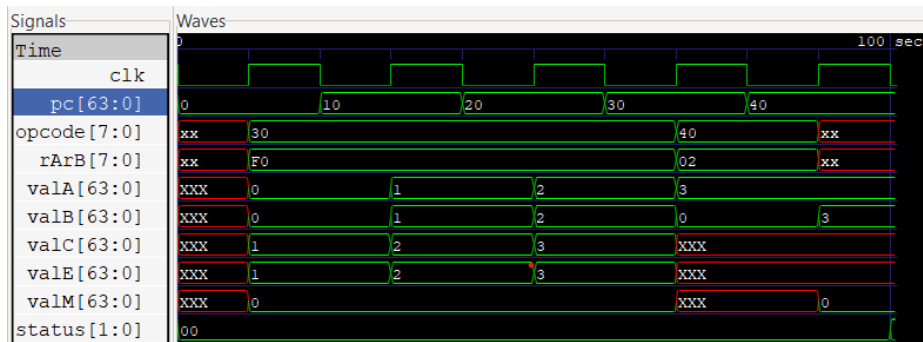 Signals Waves
Time 0 100 sec
clk
pc[63:0] 0 10 20 30 40
opcode[7:0] xx 30 40 xx
rArB[7:0] xx F0 02 xx
valA[63:0] XXX 0 1 2 3
valB[63:0] XXX 0 1 2 0 3
valC[63:0] XXX 1 2 3 XXX
valE[63:0] XXX 1 2 3 XXX
valM[63:0] XXX 0 XXX 0
status[1:0] 00